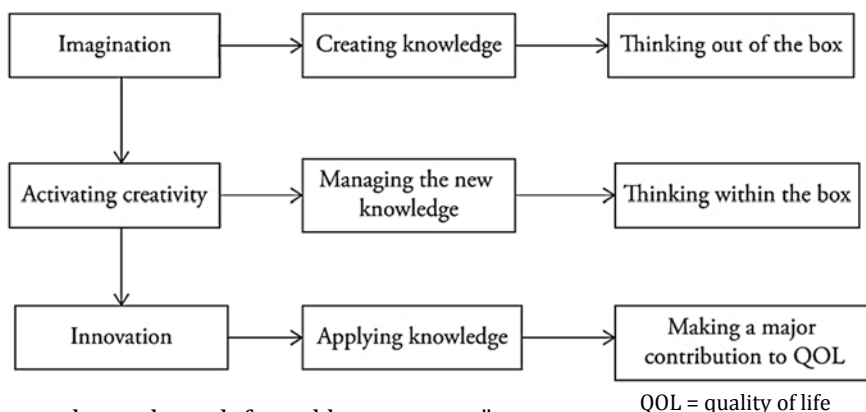 Imagination
Creating knowledge
Thinking out of the box
Activating creativity
Managing the new
knowledge
Thinking within the box
Innovation
Applying knowledge
Making a major
contribution to QOL
QOL = quality of life